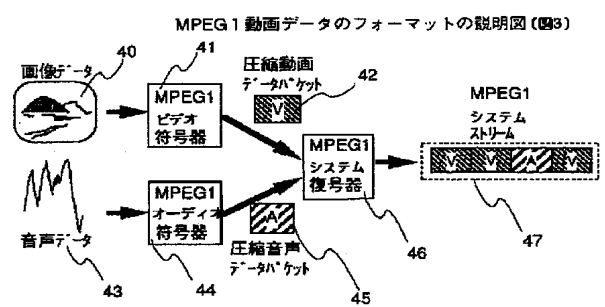 MPEG1動画データのフォーマットの説明図(図3)
画像データ
40
41
MPEG1
ビデオ
符号器
圧縮動画
データパケット
42
V
MPEG1
システム
復号器
46
MPEG1
システム
ストリーム
V V A V
47
音声データ
43
MPEG1
オーディオ
符号器
44
A
圧縮音声
データパケット
45